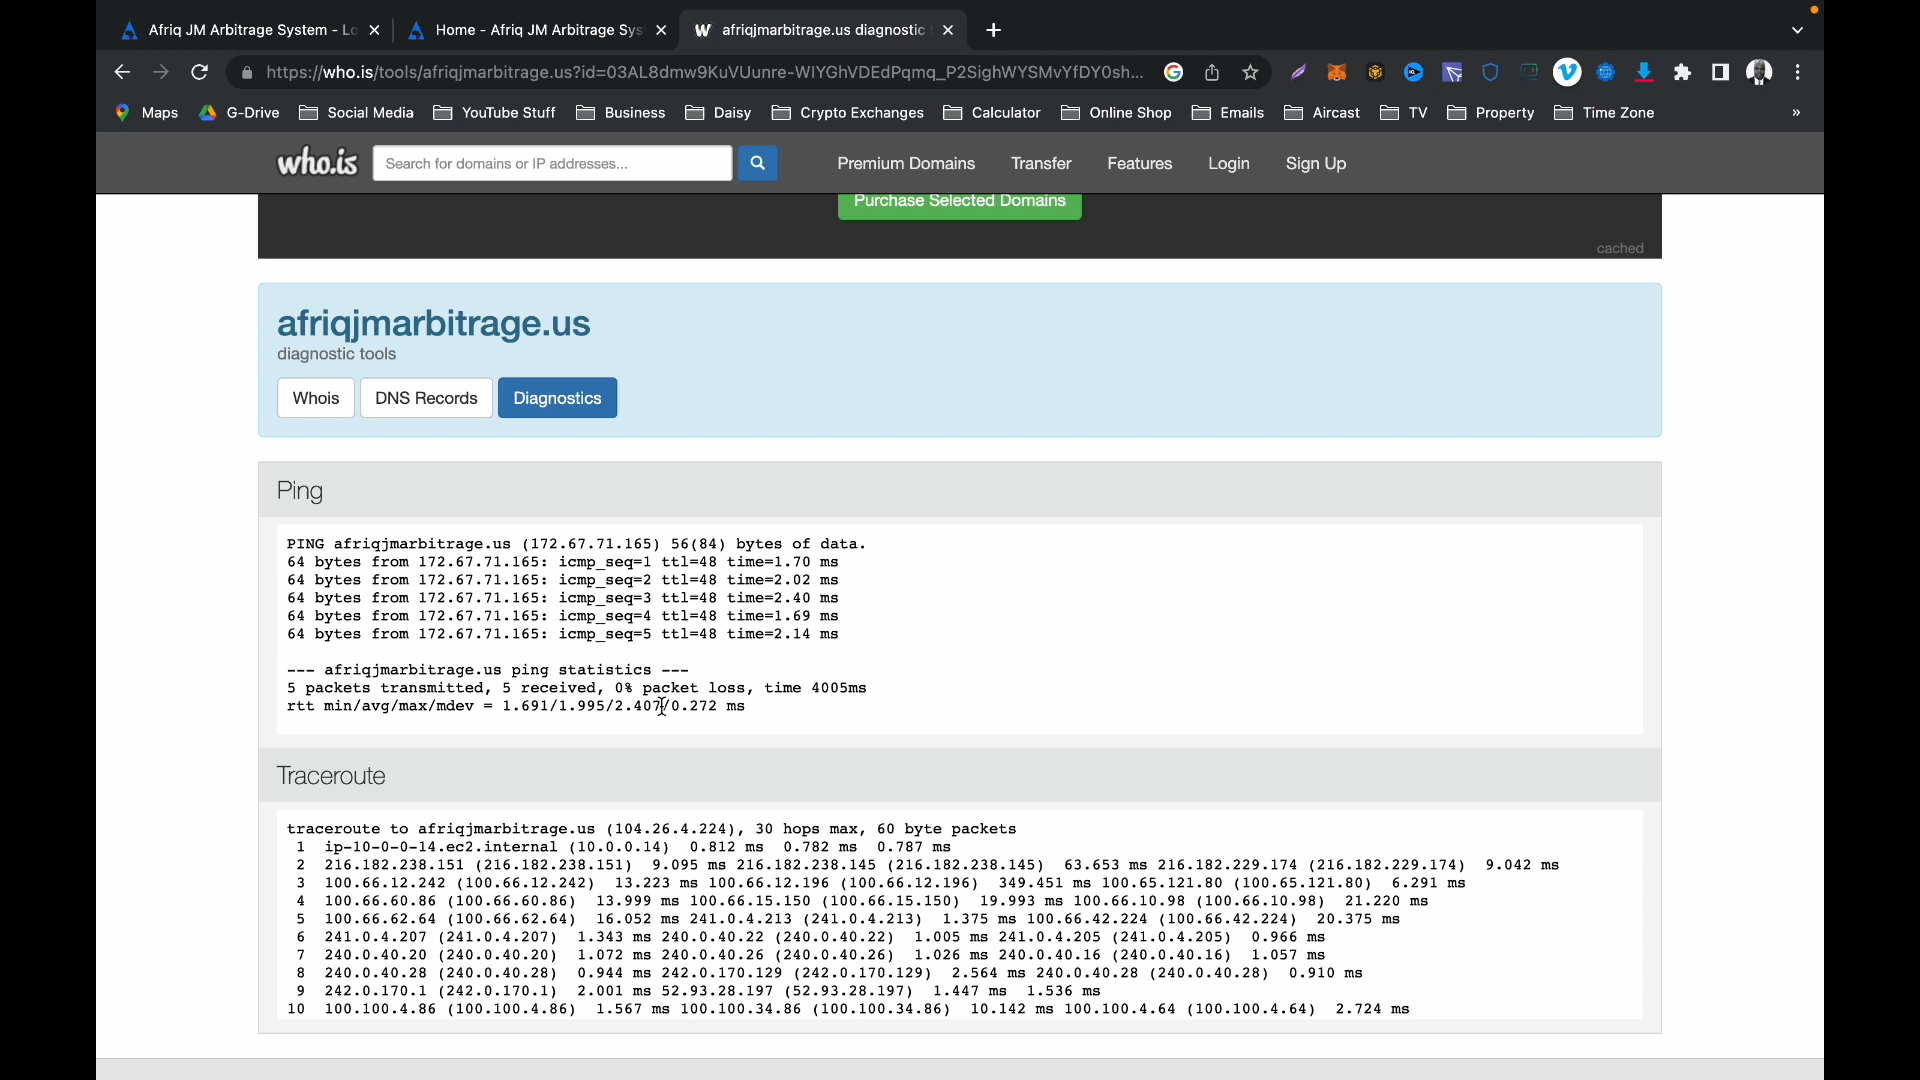 Afriq JM Arbitrage System - Lo
Home - Afriq JM Arbitrage Sys
W afriqjmarbitrage.us diagnostic
https://who.is/tools/afriqjmarbitrage.us?id=03AL8dmw9KuVUunre-WIYGhVDEdPqmq_P2SighWYSMvYfDY0sh...
Maps G-Drive Social Media YouTube Stuff Business Daisy Crypto Exchanges Calculator Online Shop Emails Aircast TV Property Time Zone »
who.is Search for domains or IP addresses... Premium Domains Transfer Features Login Sign Up
Purchase Selected Domains
cached
afriqjmarbitrage.us
diagnostic tools
Whois DNS Records Diagnostics
Ping
PING afriqjmarbitrage.us (172.67.71.165) 56(84) bytes of data.
64 bytes from 172.67.71.165: icmp_seq=1 ttl=48 time=1.70 ms
64 bytes from 172.67.71.165: icmp_seq=2 ttl=48 time=2.02 ms
64 bytes from 172.67.71.165: icmp_seq=3 ttl=48 time=2.40 ms
64 bytes from 172.67.71.165: icmp_seq=4 ttl=48 time=1.69 ms
64 bytes from 172.67.71.165: icmp_seq=5 ttl=48 time=2.14 ms
--- afriqjmarbitrage.us ping statistics ---
5 packets transmitted, 5 received, 0% packet loss, time 4005ms
rtt min/avg/max/mdev = 1.691/1.995/2.407/0.272 ms
Traceroute
traceroute to afriqjmarbitrage.us (104.26.4.224), 30 hops max, 60 byte packets
1 ip-10-0-0-14.ec2.internal (10.0.0.14) 0.812 ms 0.782 ms 0.787 ms
2 216.182.238.151 (216.182.238.151) 9.095 ms 216.182.238.145 (216.182.238.145) 63.653 ms 216.182.229.174 (216.182.229.174) 9.042 ms
3 100.66.12.242 (100.66.12.242) 13.223 ms 100.66.12.196 (100.66.12.196) 349.451 ms 100.65.121.80 (100.65.121.80) 6.291 ms
4 100.66.60.86 (100.66.60.86) 13.999 ms 100.66.15.150 (100.66.15.150) 19.993 ms 100.66.10.98 (100.66.10.98) 21.220 ms
5 100.66.62.64 (100.66.62.64) 16.052 ms 241.0.4.213 (241.0.4.213) 1.375 ms 100.66.42.224 (100.66.42.224) 20.375 ms
6 241.0.4.207 (241.0.4.207) 1.343 ms 240.0.40.22 (240.0.40.22) 1.005 ms 241.0.4.205 (241.0.4.205) 0.966 ms
7 240.0.40.20 (240.0.40.20) 1.072 ms 240.0.40.26 (240.0.40.26) 1.026 ms 240.0.40.16 (240.0.40.16) 1.057 ms
8 240.0.40.28 (240.0.40.28) 0.944 ms 242.0.170.129 (242.0.170.129) 2.564 ms 240.0.40.28 (240.0.40.28) 0.910 ms
9 242.0.170.1 (242.0.170.1) 2.001 ms 52.93.28.197 (52.93.28.197) 1.447 ms 1.536 ms
10 100.100.4.86 (100.100.4.86) 1.567 ms 100.100.34.86 (100.100.34.86) 10.142 ms 100.100.4.64 (100.100.4.64) 2.724 ms